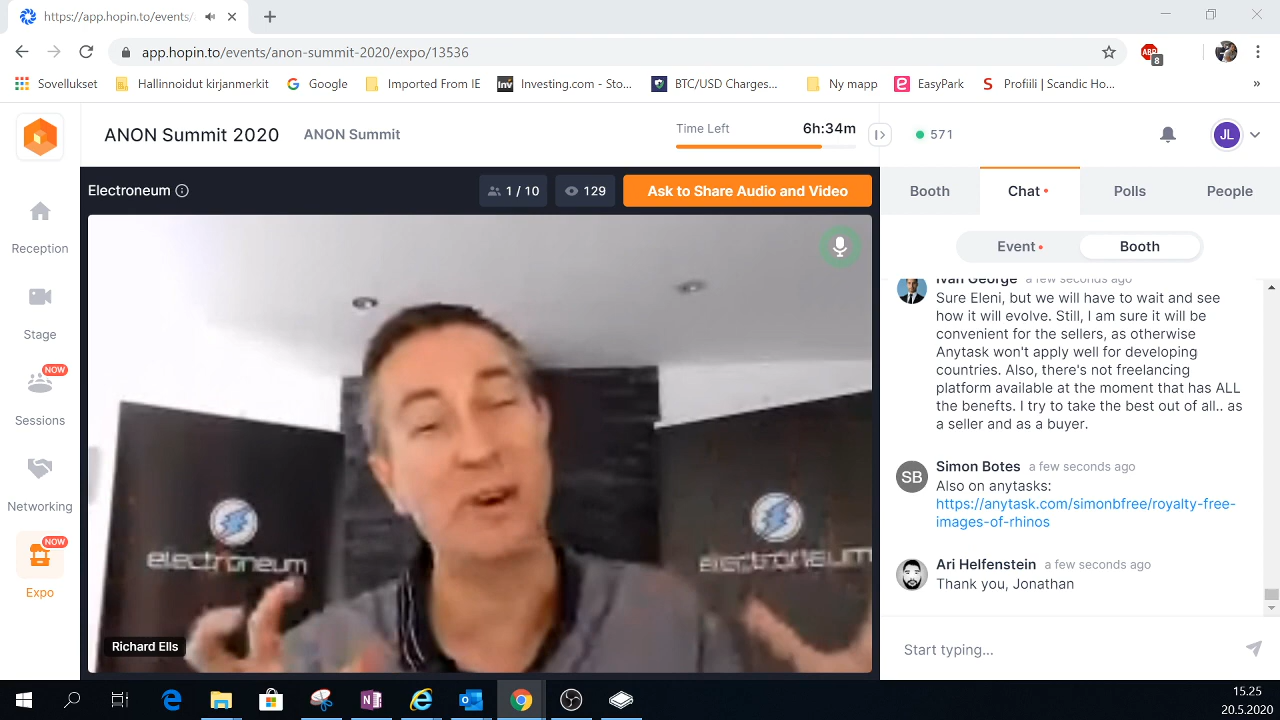 https://app.hopin.to/events/
app.hopin.to/events/anon-summit-2020/expo/13536
ABP
8
Sovellukset
Hallinnoidut kirjanmerkit
Google
Imported From IE
Inv
Investing.com - Sto...
BTC/USD Charges...
Ny mapp
EasyPark
S
Profiili | Scandic Ho...
»
ANON Summit 2020
ANON Summit
Time Left
6h:34m
571
JL
Electroneum
1 / 10
129
Ask to Share Audio and Video
Booth
Chat
Polls
People
Event
Booth
Reception
Stage
NOW
Sessions
Networking
NOW
Expo
electroneum
electroneum
Richard Ells
Ivan George a few seconds ago
Sure Eleni, but we will have to wait and see
how it will evolve. Still, I am sure it will be
convenient for the sellers, as otherwise
Anytask won't apply well for developing
countries. Also, there's not freelancing
platform available at the moment that has ALL
the benefts. I try to take the best out of all.. as
a seller and as a buyer.
SB
Simon Botes a few seconds ago
Also on anytasks:
https://anytask.com/simonbfree/royalty-free-
images-of-rhinos
Ari Helfenstein a few seconds ago
Thank you, Jonathan
Start typing...
15.25
20.5.2020